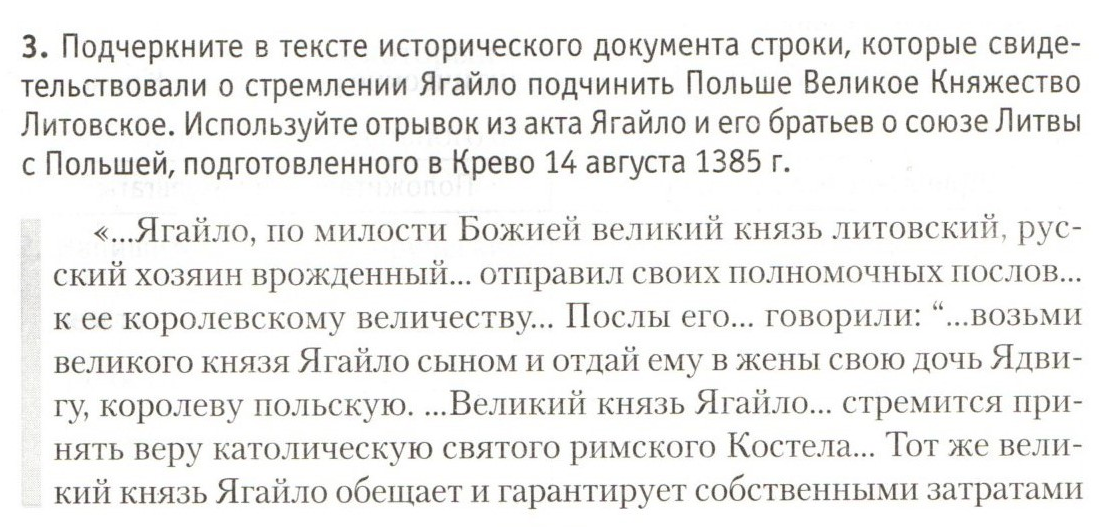 3. Подчеркните в тексте исторического документа строки, которые свиде-
тельствовали о стремлении Ягайло подчинить Польше Великое Княжество
Литовское. Используйте отрывок из акта Ягайло и его братьев о союзе Литвы
с Польшей, подготовленного в Крево 14 августа 1385 г.
«...Ягайло, по милости Божией великий князь литовский, рус-
ский хозяин врожденный... отправил своих полномочных послов...
к ее королевскому величеству... Послы его... говорили: “...возьми
великого князя Ягайло сыном и отдай ему в жены свою дочь Ядви-
гу, королеву польскую. ...Великий князь Ягайло... стремится при-
нять веру католическую святого римского Костела... Тот же вели-
кий князь Ягайло обещает и гарантирует собственными затратами